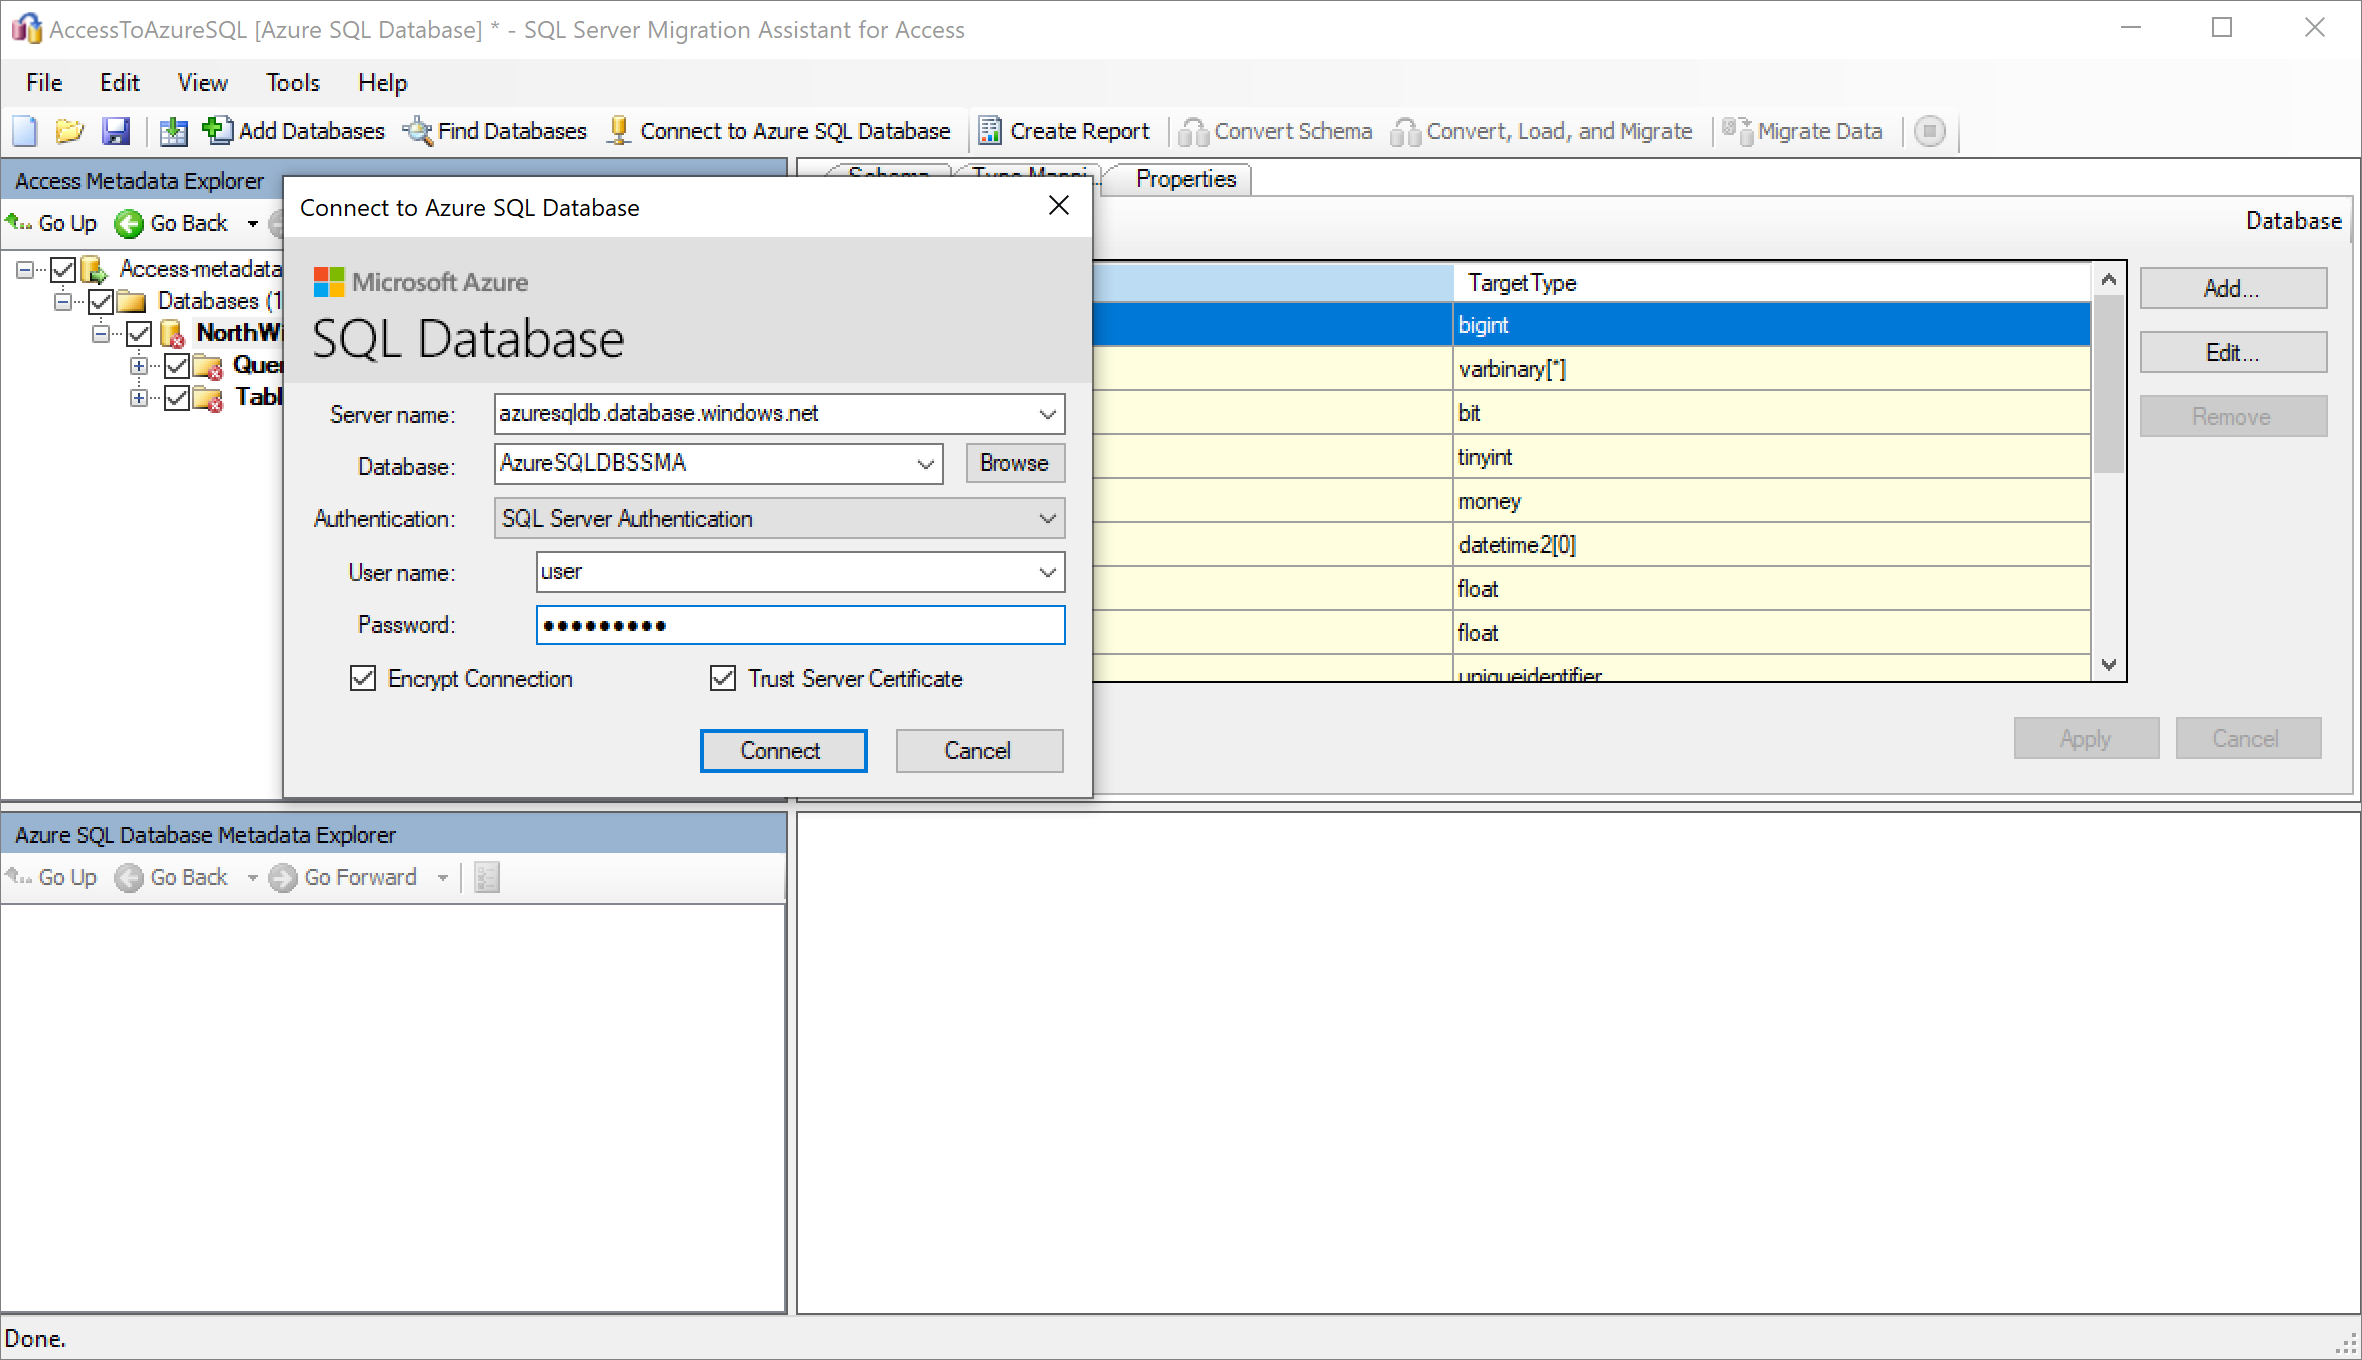 AccessToAzureSQL [Azure SQL Database] * - SQL Server Migration Assistant for Access
File Edit View Tools Help
Add Databases Find Databases Connect to Azure SQL Database Create Report Convert Schema Convert, Load, and Migrate Migrate Data
Access Metadata Explorer
Go Up Go Back
Access-metadata
Databases (1
NorthWi
Quer
Tabl
Schema Type Mappi... Properties
Database
TargetType
bigint
varbinary[*]
bit
tinyint
money
datetime2[0]
float
float
uniqueidentifier
Add...
Edit...
Remove
Apply Cancel
Connect to Azure SQL Database
Microsoft Azure
SQL Database
Server name: azuresqldb.database.windows.net
Database: AzureSQLDBSSMA Browse
Authentication: SQL Server Authentication
User name: user
Password: ●●●●●●●●●
Encrypt Connection Trust Server Certificate
Connect Cancel
Azure SQL Database Metadata Explorer
Go Up Go Back Go Forward
Done.